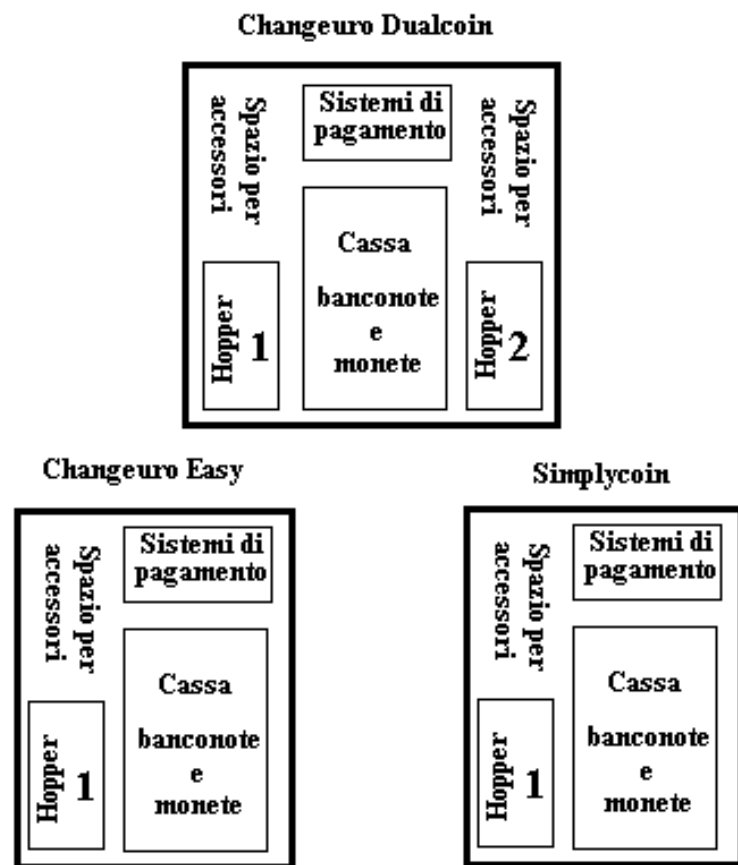 Changeuro Dualcoin
Spazio per
accessori
Sistemi di
pagamento
Spazio per
accessori
Cassa
banconote
e
monete
Hopper 1
Hopper 2
Changeuro Easy
Spazio per
accessori
Sistemi di
pagamento
Cassa
banconote
e
monete
Hopper 1
Simplycoin
Spazio per
accessori
Sistemi di
pagamento
Cassa
banconote
e
monete
Hopper 1